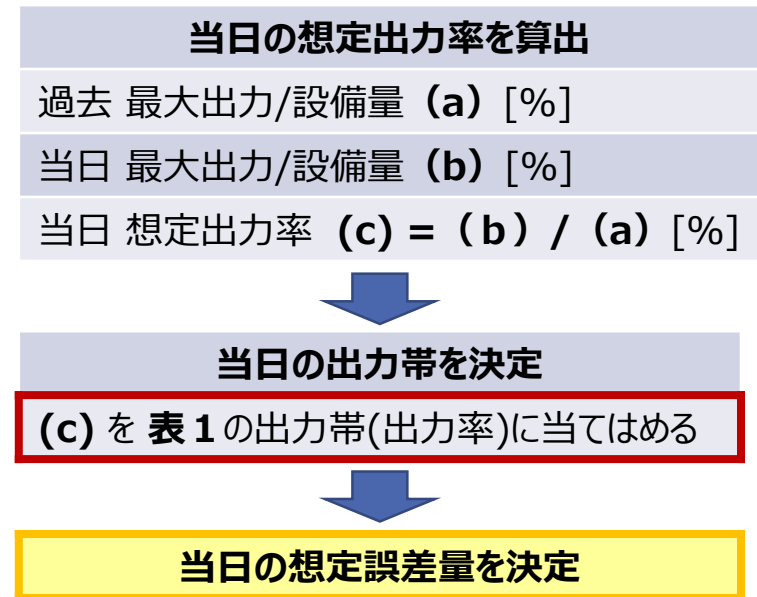 当日の想定出力率を算出
過去 最大出力/設備量（a）[%]
当日 最大出力/設備量（b）[%]
当日 想定出力率 (c) =（ｂ）/（a）[%]
当日の出力帯を決定
(c) を 表１の出力帯(出力率)に当てはめる
当日の想定誤差量を決定